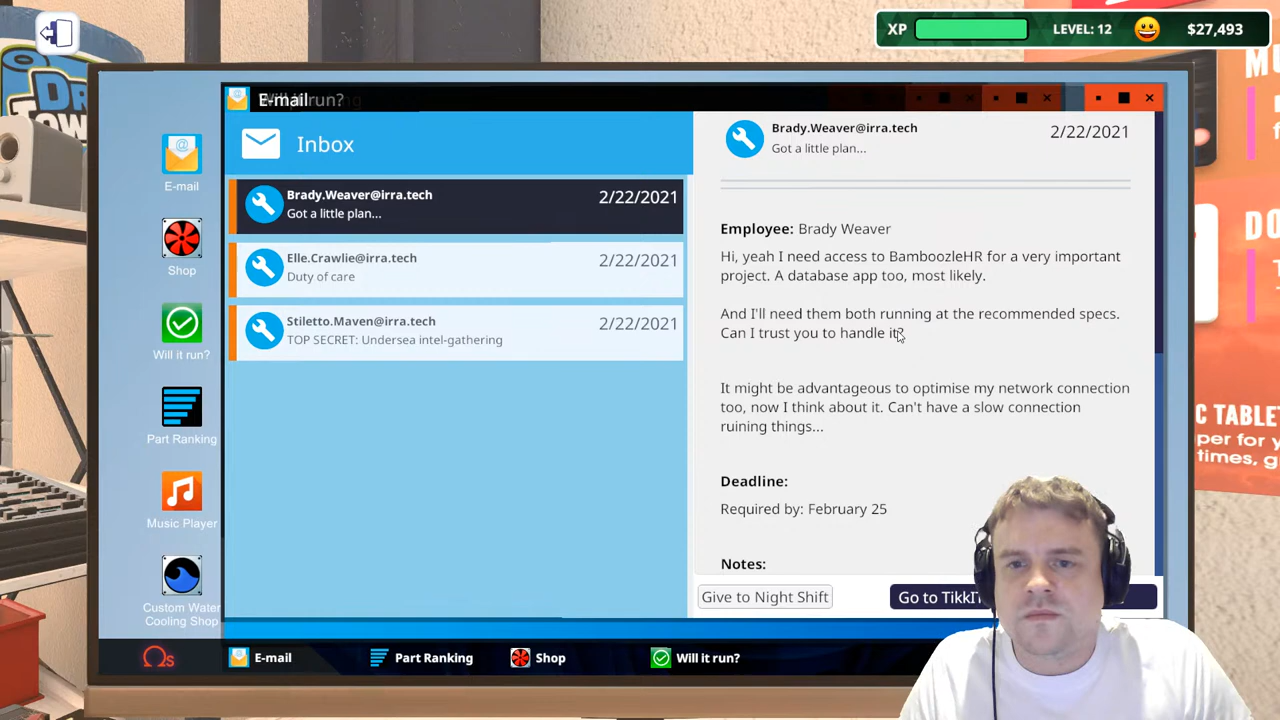 XP
LEVEL: 12
$27,493
E-mail
Inbox
Brady.Weaver@irra.tech
Got a little plan...
2/22/2021
Elle.Crawlie@irra.tech
Duty of care
2/22/2021
Stiletto.Maven@irra.tech
TOP SECRET: Undersea intel-gathering
2/22/2021
Brady.Weaver@irra.tech
Got a little plan...
2/22/2021
Employee: Brady Weaver
Hi, yeah I need access to BamboozleHR for a very important
project. A database app too, most likely.
And I'll need them both running at the recommended specs.
Can I trust you to handle it?
It might be advantageous to optimise my network connection
too, now I think about it. Can't have a slow connection
ruining things...
Deadline:
Required by: February 25
Notes:
Give to Night Shift
Go to
E-mail
Shop
Will it run?
Part Ranking
Music Player
Custom Water
Cooling Shop
E-mail
Part Ranking
Shop
Will it run?